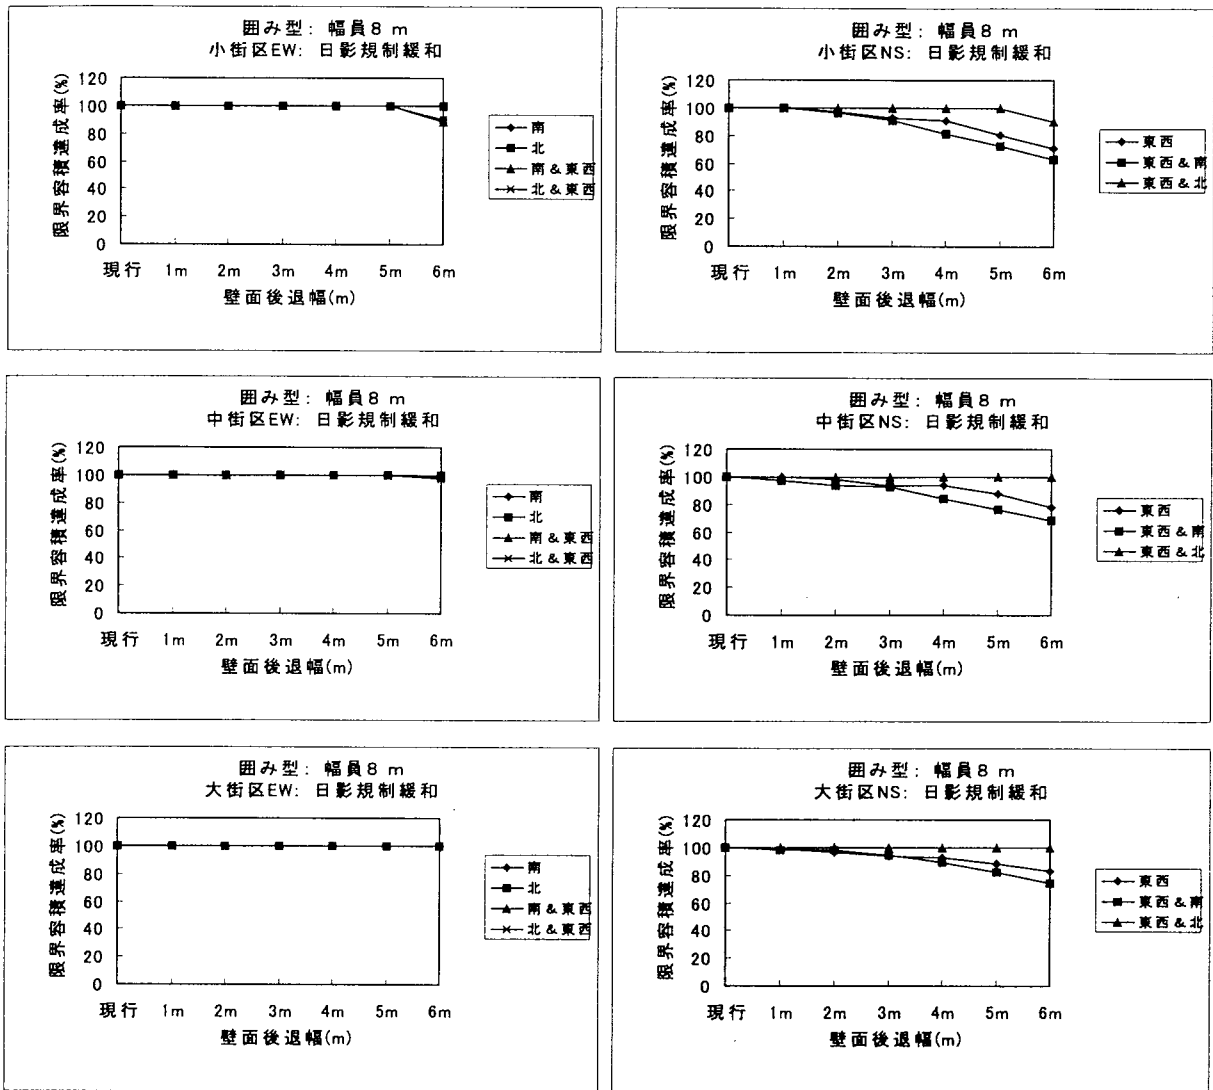 囲み型: 幅員8 m
小街区EW: 日影規制緩和
限界容積達成率(%)
120
100
80
60
40
20
0
現行 1m 2m 3m 4m 5m 6m
壁面後退幅(m)
南
北
南 & 東西
北 & 東西
囲み型: 幅員8 m
小街区NS: 日影規制緩和
限界容積達成率(%)
120
100
80
60
40
20
0
現行 1m 2m 3m 4m 5m 6m
壁面後退幅(m)
東西
東西 & 南
東西 & 北
囲み型: 幅員8 m
中街区EW: 日影規制緩和
限界容積達成率(%)
120
100
80
60
40
20
0
現行 1m 2m 3m 4m 5m 6m
壁面後退幅(m)
南
北
南 & 東西
北 & 東西
囲み型: 幅員8 m
中街区NS: 日影規制緩和
限界容積達成率(%)
120
100
80
60
40
20
0
現行 1m 2m 3m 4m 5m 6m
壁面後退幅(m)
東西
東西 & 南
東西 & 北
囲み型: 幅員8 m
大街区EW: 日影規制緩和
限界容積達成率(%)
120
100
80
60
40
20
0
現行 1m 2m 3m 4m 5m 6m
壁面後退幅(m)
南
北
南 & 東西
北 & 東西
囲み型: 幅員8 m
大街区NS: 日影規制緩和
限界容積達成率(%)
120
100
80
60
40
20
0
現行 1m 2m 3m 4m 5m 6m
壁面後退幅(m)
東西
東西 & 南
東西 & 北